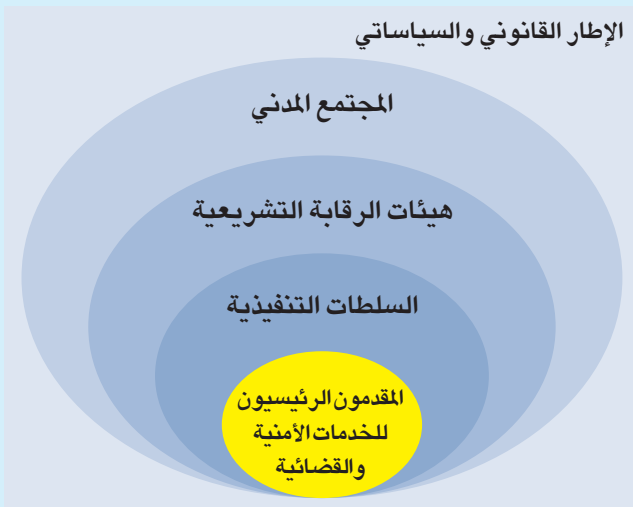 الإطار القانوني والسياساتي
المجتمع المدني
هيئات الرقابة التشريعية
السلطات التنفيذية
المقدمون الرئيسيون
للخدمات الأمنية
والقضائية